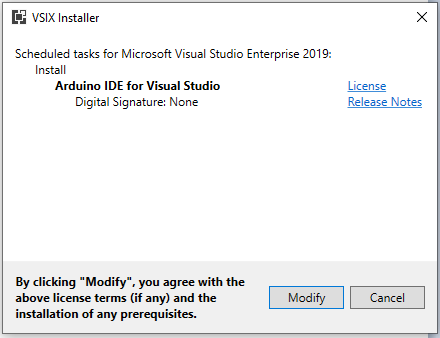 VSIX Installer
Scheduled tasks for Microsoft Visual Studio Enterprise 2019:
Install
Arduino IDE for Visual Studio License
Digital Signature: None Release Notes
By clicking "Modify", you agree with the
above license terms (if any) and the
installation of any prerequisites.
Modify Cancel